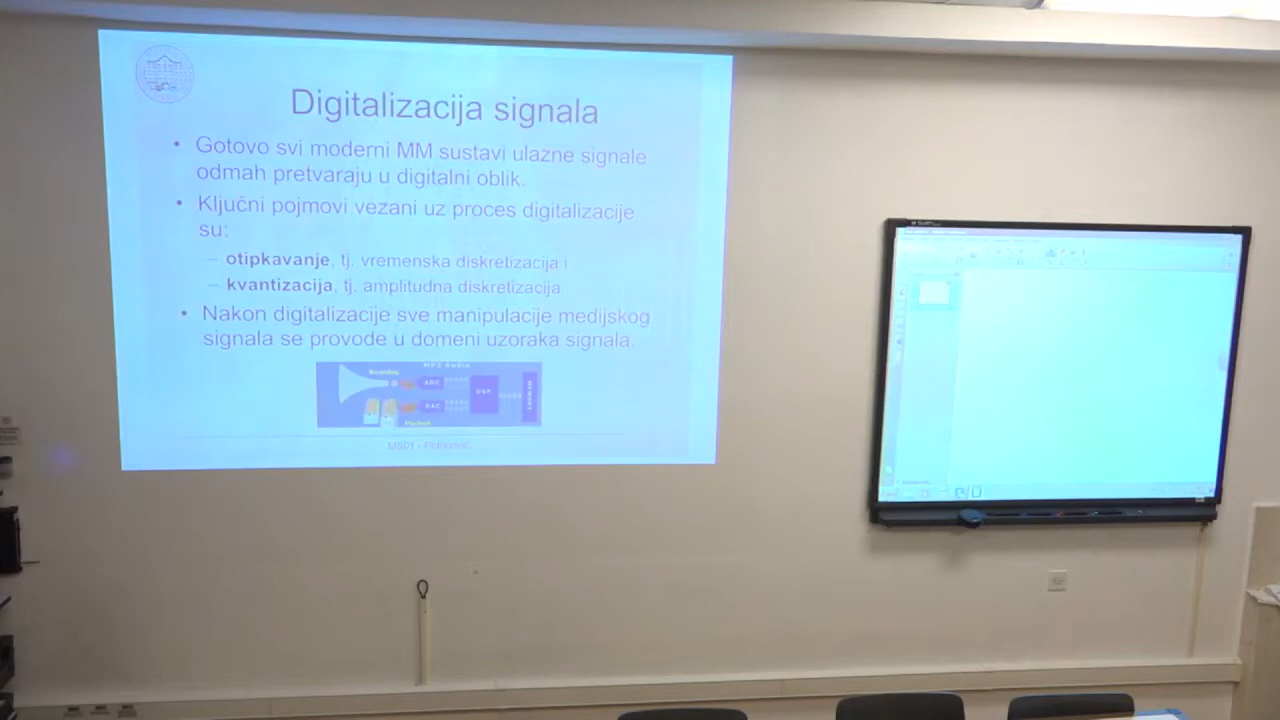 Digitalizacija signala
• Gotovo svi moderni MM sustavi ulazne signale
odmah pretvaraju u digitalni oblik.
• Ključni pojmovi vezani uz proces digitalizacije
su:
– otipkavanje, tj. vremenska diskretizacija i
– kvantizacija, tj. amplitudna diskretizacija
• Nakon digitalizacije sve manipulacije medijskog
signala se provode u domeni uzoraka signala.
Recording
ADC
DSP
DAC
MEMORY